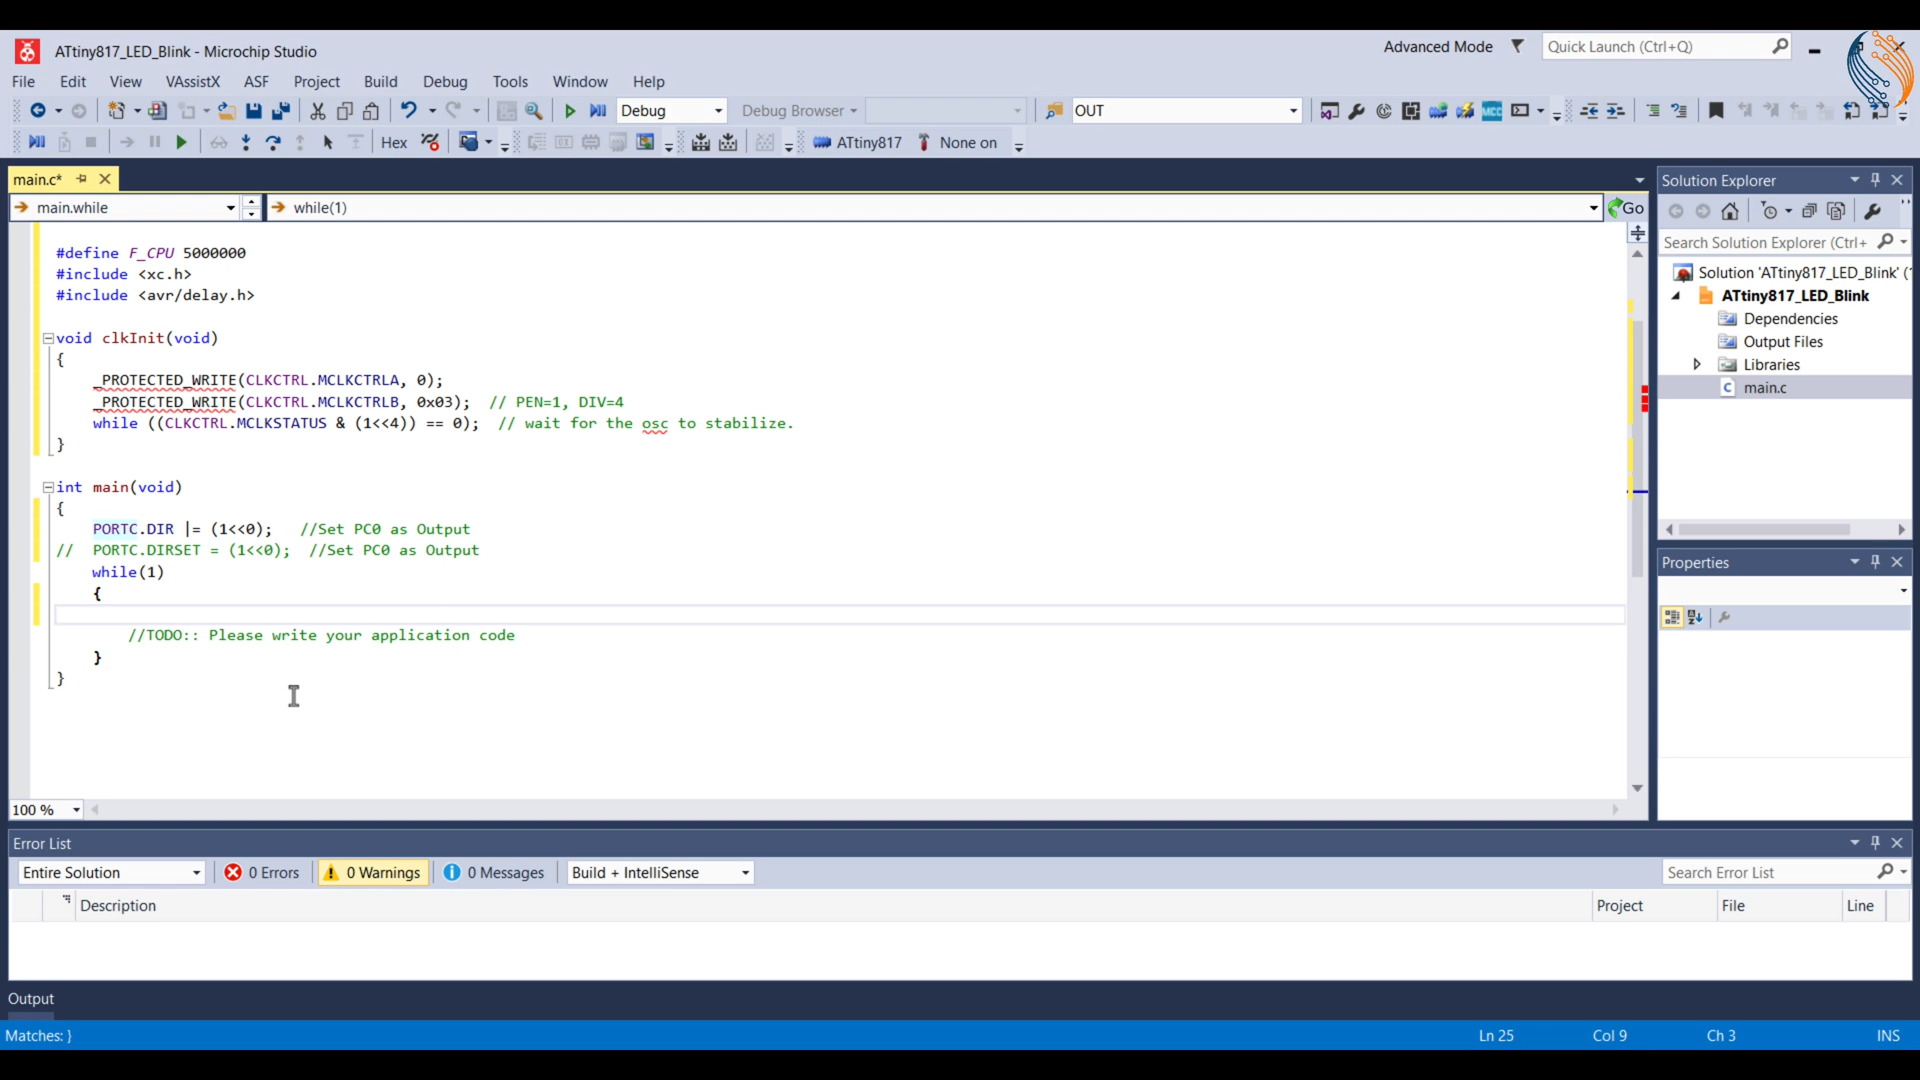 ATtiny817_LED_Blink - Microchip Studio
Advanced Mode
Quick Launch (Ctrl+Q)
File Edit View VAssistX ASF Project Build Debug Tools Window Help
Debug Debug Browser OUT
Hex ATtiny817 None on
main.c*
main.while while(1) Go
#define F_CPU 5000000
#include <xc.h>
#include <avr/delay.h>
void clkInit(void)
{
_PROTECTED_WRITE(CLKCTRL.MCLKCTRLA, 0);
_PROTECTED_WRITE(CLKCTRL.MCLKCTRLB, 0x03); // PEN=1, DIV=4
while ((CLKCTRL.MCLKSTATUS & (1<<4)) == 0); // wait for the osc to stabilize.
}
int main(void)
{
PORTC.DIR |= (1<<0); //Set PC0 as Output
// PORTC.DIRSET = (1<<0); //Set PC0 as Output
while(1)
{
//TODO:: Please write your application code
}
}
100 %
Solution Explorer
Search Solution Explorer (Ctrl+
Solution 'ATtiny817_LED_Blink' (
ATtiny817_LED_Blink
Dependencies
Output Files
Libraries
main.c
Properties
Error List
Entire Solution 0 Errors 0 Warnings 0 Messages Build + IntelliSense Search Error List
Description Project File Line
Output
Matches: } Ln 25 Col 9 Ch 3 INS